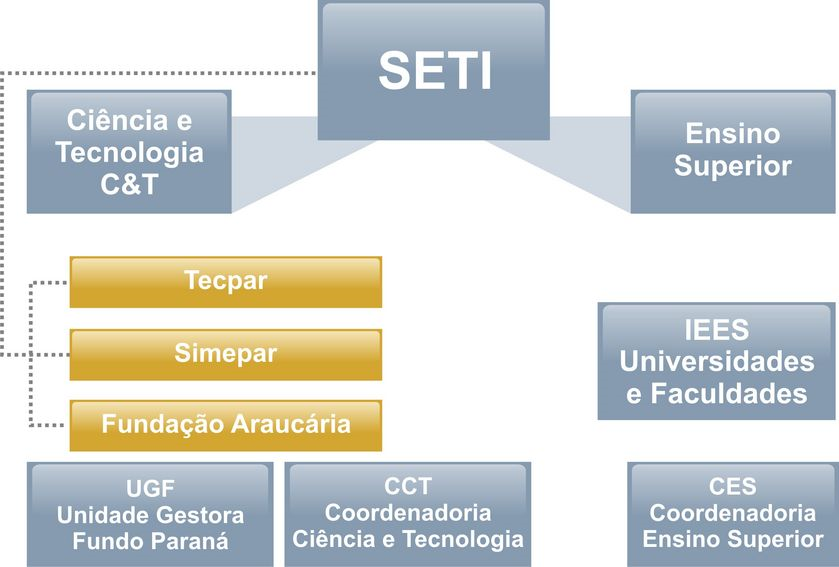 SETI
Ciência e
Tecnologia
C&T
Ensino
Superior
Tecpar
Simepar
Fundação Araucária
IEES
Universidades
e Faculdades
UGF
Unidade Gestora
Fundo Paraná
CCT
Coordenadoria
Ciência e Tecnologia
CES
Coordenadoria
Ensino Superior